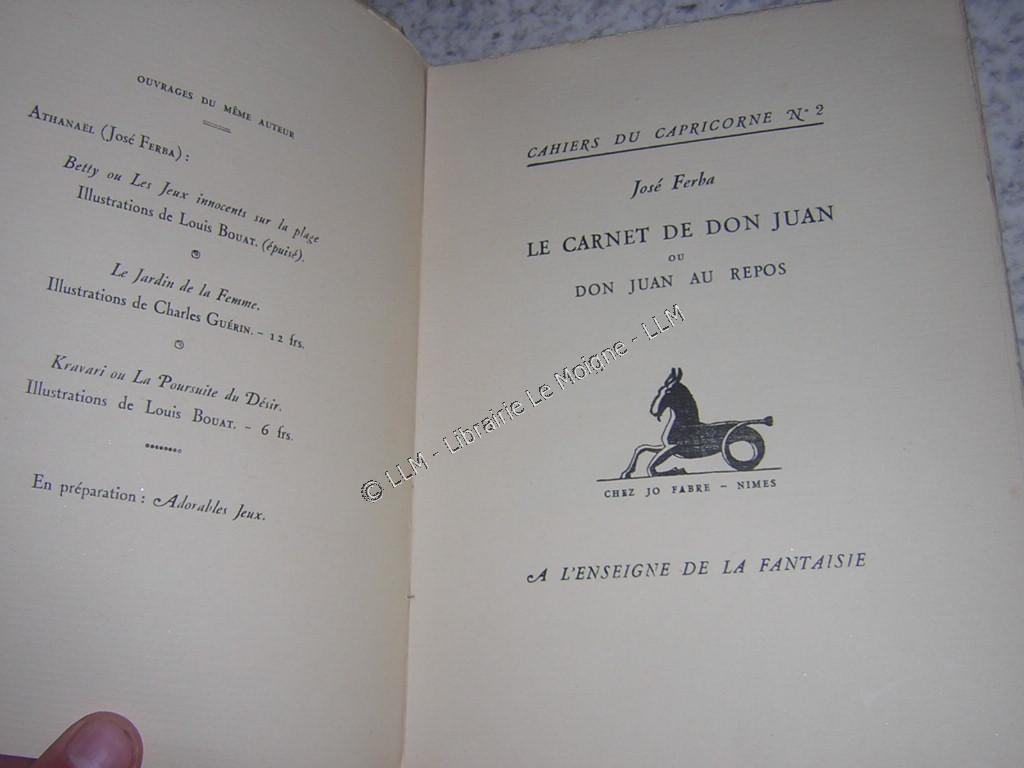 OUVRAGES DU MÊME AUTEUR
ATHANAEL (JOSÉ FERBA) :
Betty ou Les Jeux innocents sur la plage
Illustrations de Louis BOUAT. (épuisé).
Le Jardin de la Femme.
Illustrations de Charles GUÉRIN. – 12 frs.
Kravari ou La Poursuite du Désir.
Illustrations de Louis BOUAT. – 6 frs.
En préparation : Adorables Jeux.
CAHIERS DU CAPRICORNE N° 2
José Ferba
LE CARNET DE DON JUAN
OU
DON JUAN AU REPOS
CHEZ JO FABRE – NIMES
A L'ENSEIGNE DE LA FANTAISIE
© LLM - Librairie Le Moigne - LLM